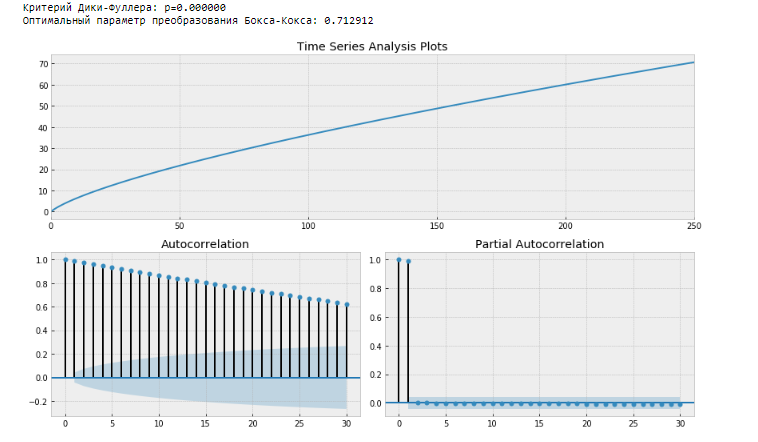 Критерий Дики-Фуллера: p=0.000000
Оптимальный параметр преобразования Бокса-Кокса: 0.712912
Time Series Analysis Plots
70
60
50
40
30
20
10
0
0 50 100 150 200 250
Autocorrelation
1.0
0.8
0.6
0.4
0.2
0.0
−0.2
0 5 10 15 20 25 30
Partial Autocorrelation
1.0
0.8
0.6
0.4
0.2
0.0
0 5 10 15 20 25 30